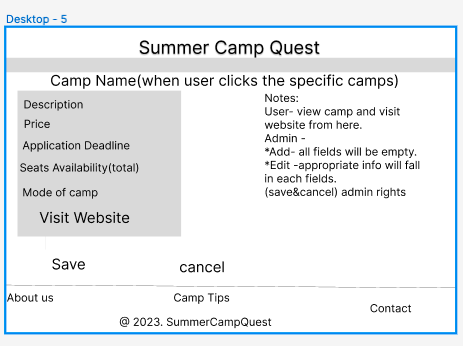 Desktop - 5
Summer Camp Quest
Camp Name(when user clicks the specific camps)
Description
Price
Application Deadline
Seats Availability(total)
Mode of camp
Visit Website
Notes:
User- view camp and visit
website from here.
Admin -
*Add- all fields will be empty.
*Edit -appropriate info will fall
in each fields.
(save&cancel) admin rights
Save
cancel
About us
Camp Tips
Contact
@ 2023. SummerCampQuest